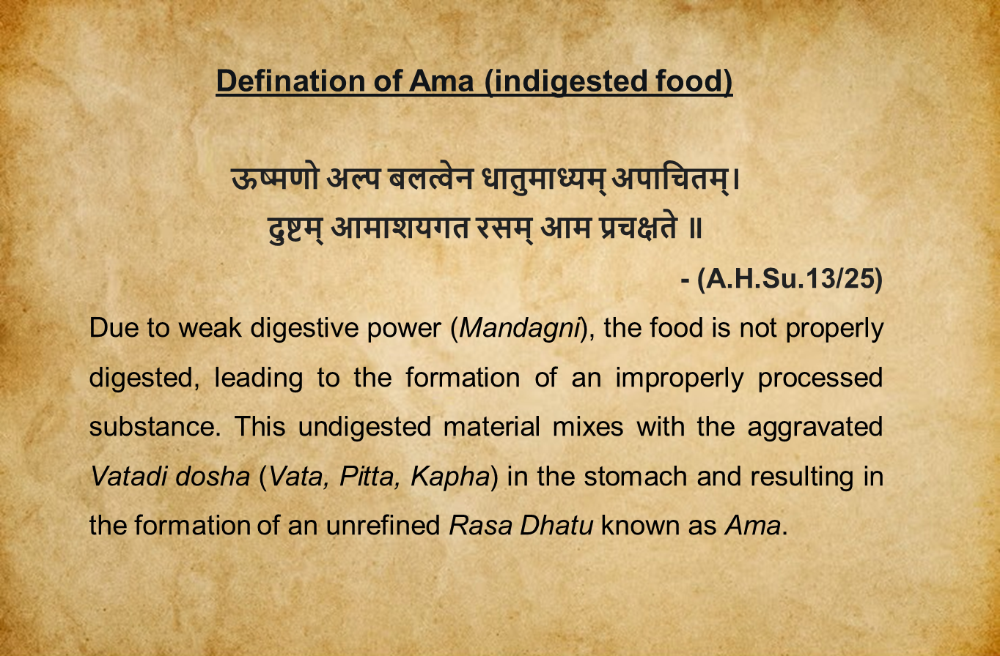 Defination of Ama (indigested food)
ऊष्मणो अल्प बलत्वेन धातुमाध्यम् अपाचितम्।
दुष्टम् आमाशयगत रसम् आम प्रचक्षते ॥
- (A.H.Su.13/25)
Due to weak digestive power (Mandagni), the food is not properly
digested, leading to the formation of an improperly processed
substance. This undigested material mixes with the aggravated
Vatadi dosha (Vata, Pitta, Kapha) in the stomach and resulting in
the formation of an unrefined Rasa Dhatu known as Ama.